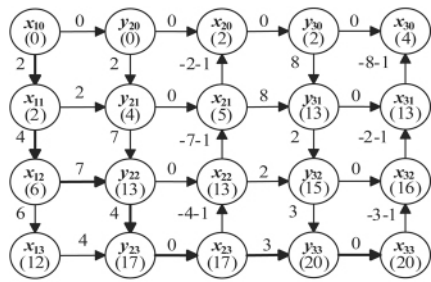 x10 0 y20 0 x20 0 y30 0 x30
(0) (0) (2) (2) (4)
2 2 -2-1 8 -8-1
x11 2 y21 0 x21 8 y31 0 x31
(2) (4) (5) (13) (13)
4 7 -7-1 2 -2-1
x12 7 y22 0 x22 2 y32 0 x32
(6) (13) (13) (15) (16)
6 4 -4-1 3 -3-1
x13 4 y23 0 x23 3 y33 0 x33
(12) (17) (17) (20) (20)